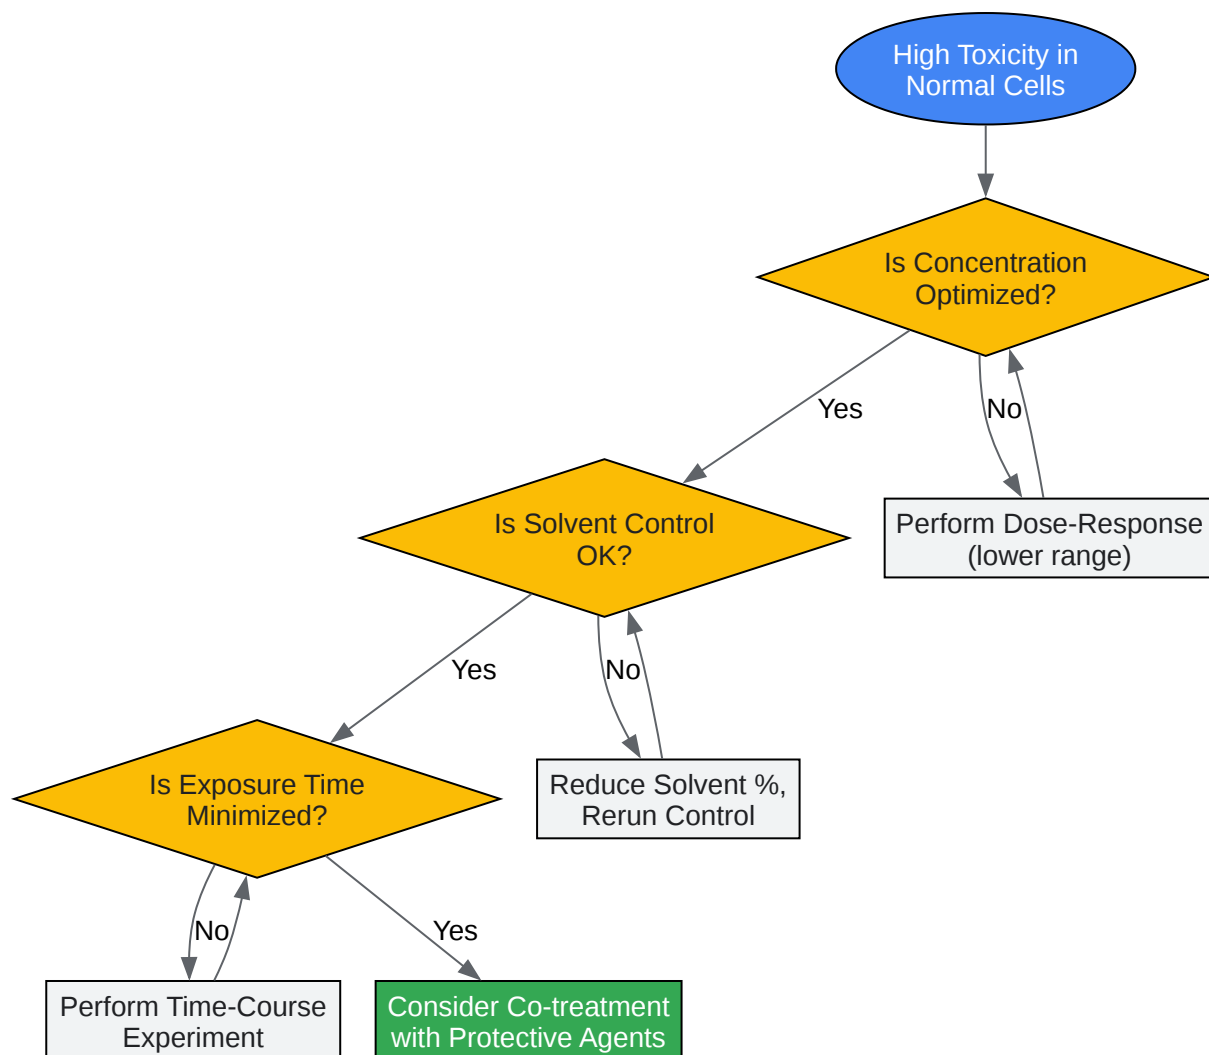 High Toxicity in
Normal Cells
Is Concentration
Optimized?
Yes
No
Perform Dose-Response
(lower range)
Is Solvent Control
OK?
Yes
No
Reduce Solvent %,
Rerun Control
Is Exposure Time
Minimized?
No
Yes
Perform Time-Course
Experiment
Consider Co-treatment
with Protective Agents